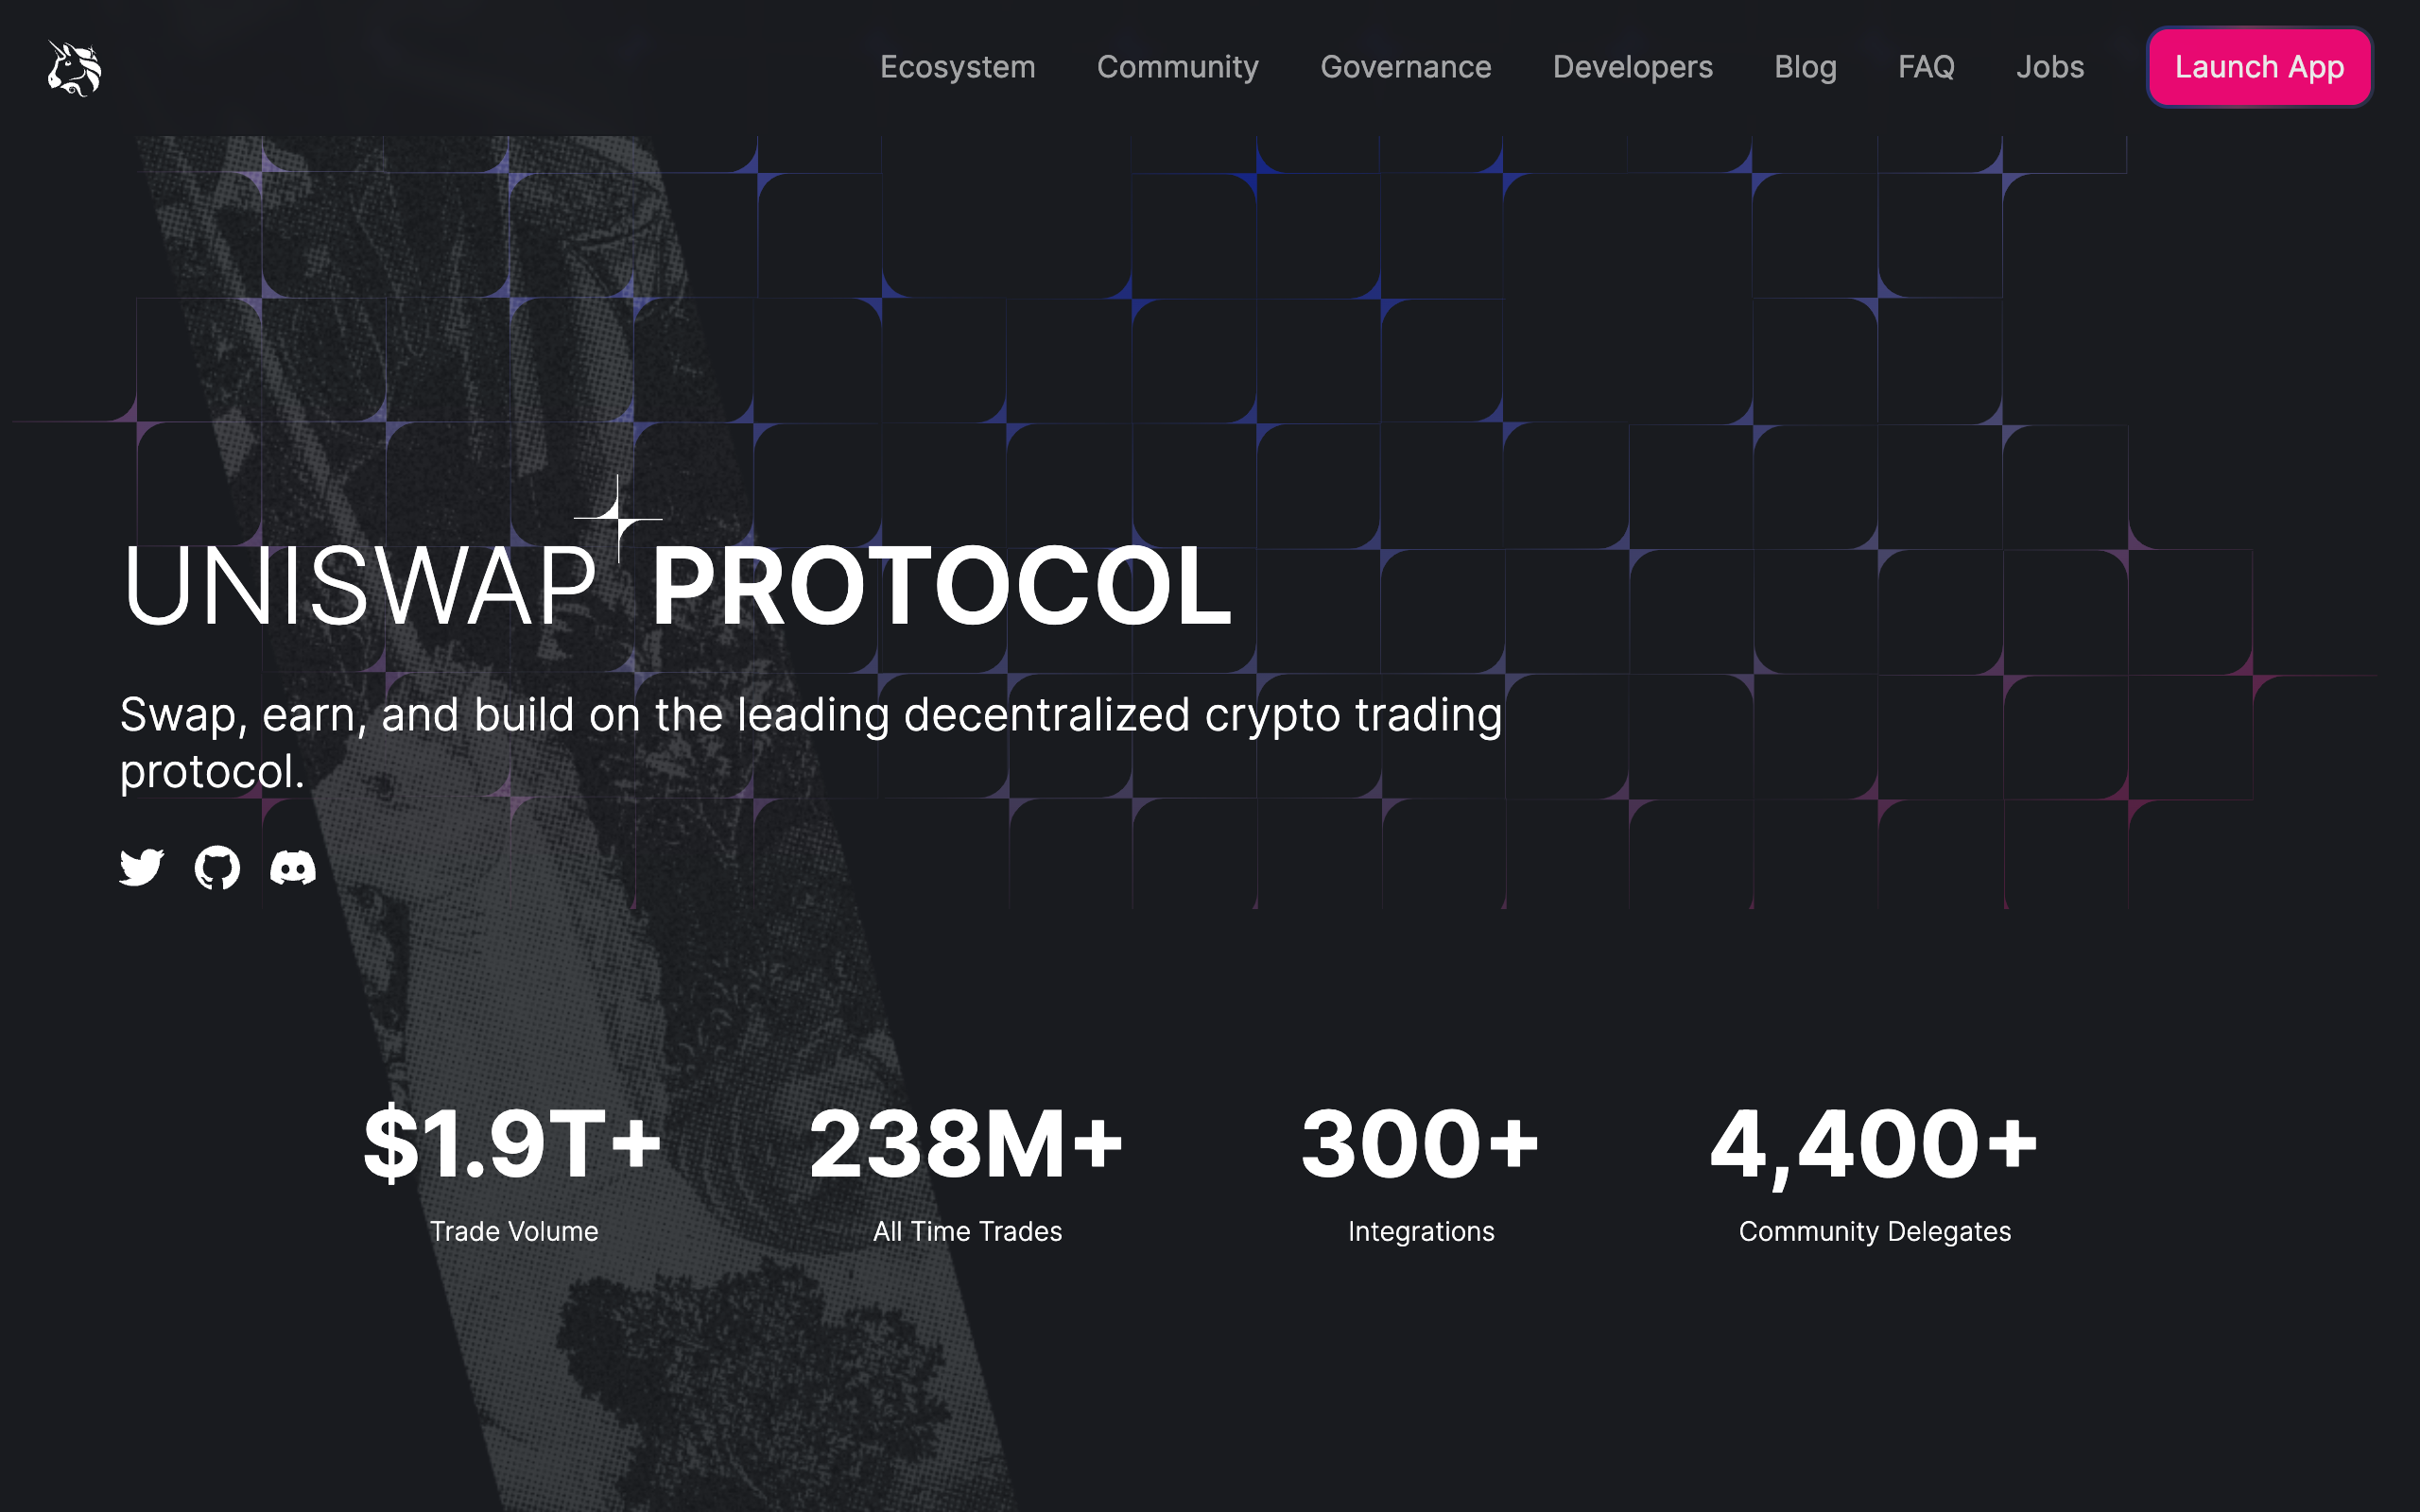 Ecosystem Community Governance Developers Blog FAQ Jobs Launch App
UNISWAP PROTOCOL
Swap, earn, and build on the leading decentralized crypto trading
protocol.
$1.9T+ 238M+ 300+ 4,400+
Trade Volume All Time Trades Integrations Community Delegates